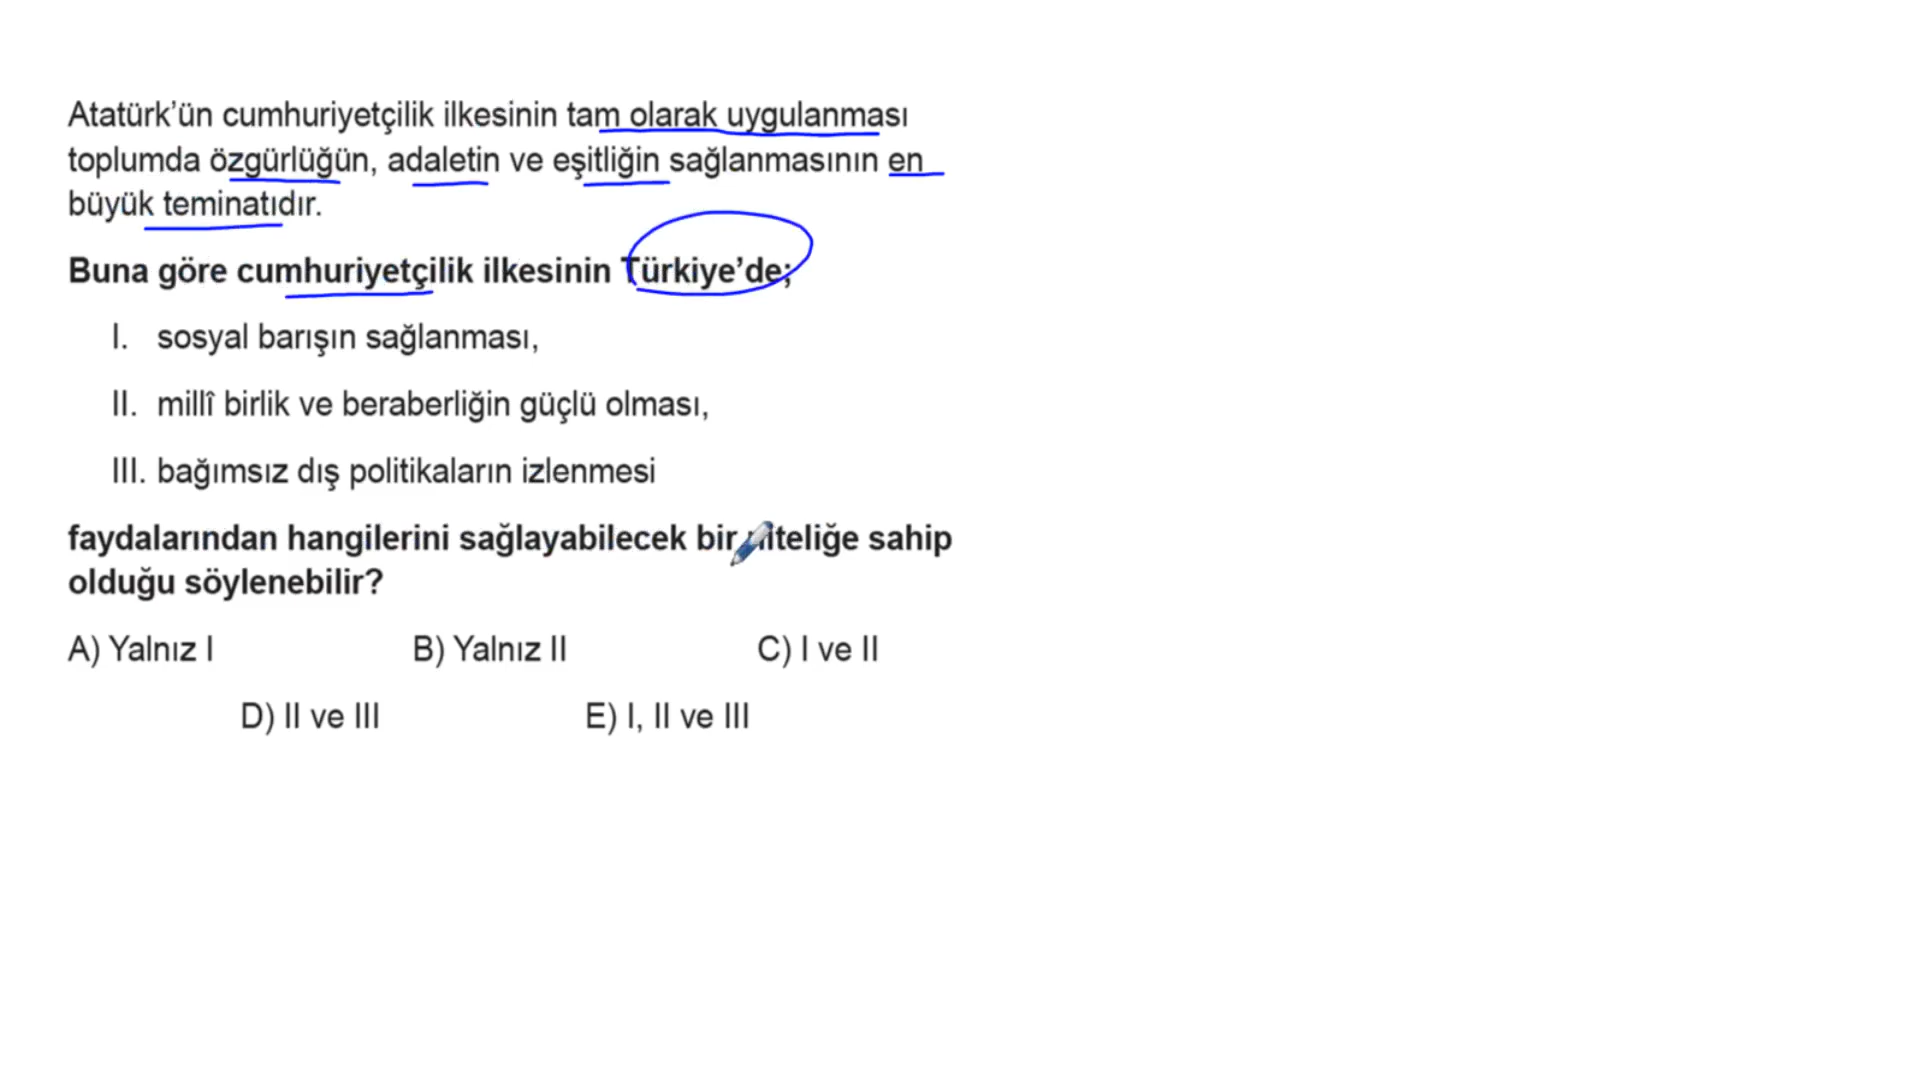 Atatürk’ün cumhuriyetçilik ilkesinin tam olarak uygulanması
toplumda özgürlüğün, adaletin ve eşitliğin sağlanmasının en
büyük teminatıdır.
Buna göre cumhuriyetçilik ilkesinin Türkiye’de;
I. sosyal barışın sağlanması,
II. millî birlik ve beraberliğin güçlü olması,
III. bağımsız dış politikaların izlenmesi
faydalarından hangilerini sağlayabilecek bir niteliğe sahip
olduğu söylenebilir?
A) Yalnız I B) Yalnız II C) I ve II
D) II ve III E) I, II ve III